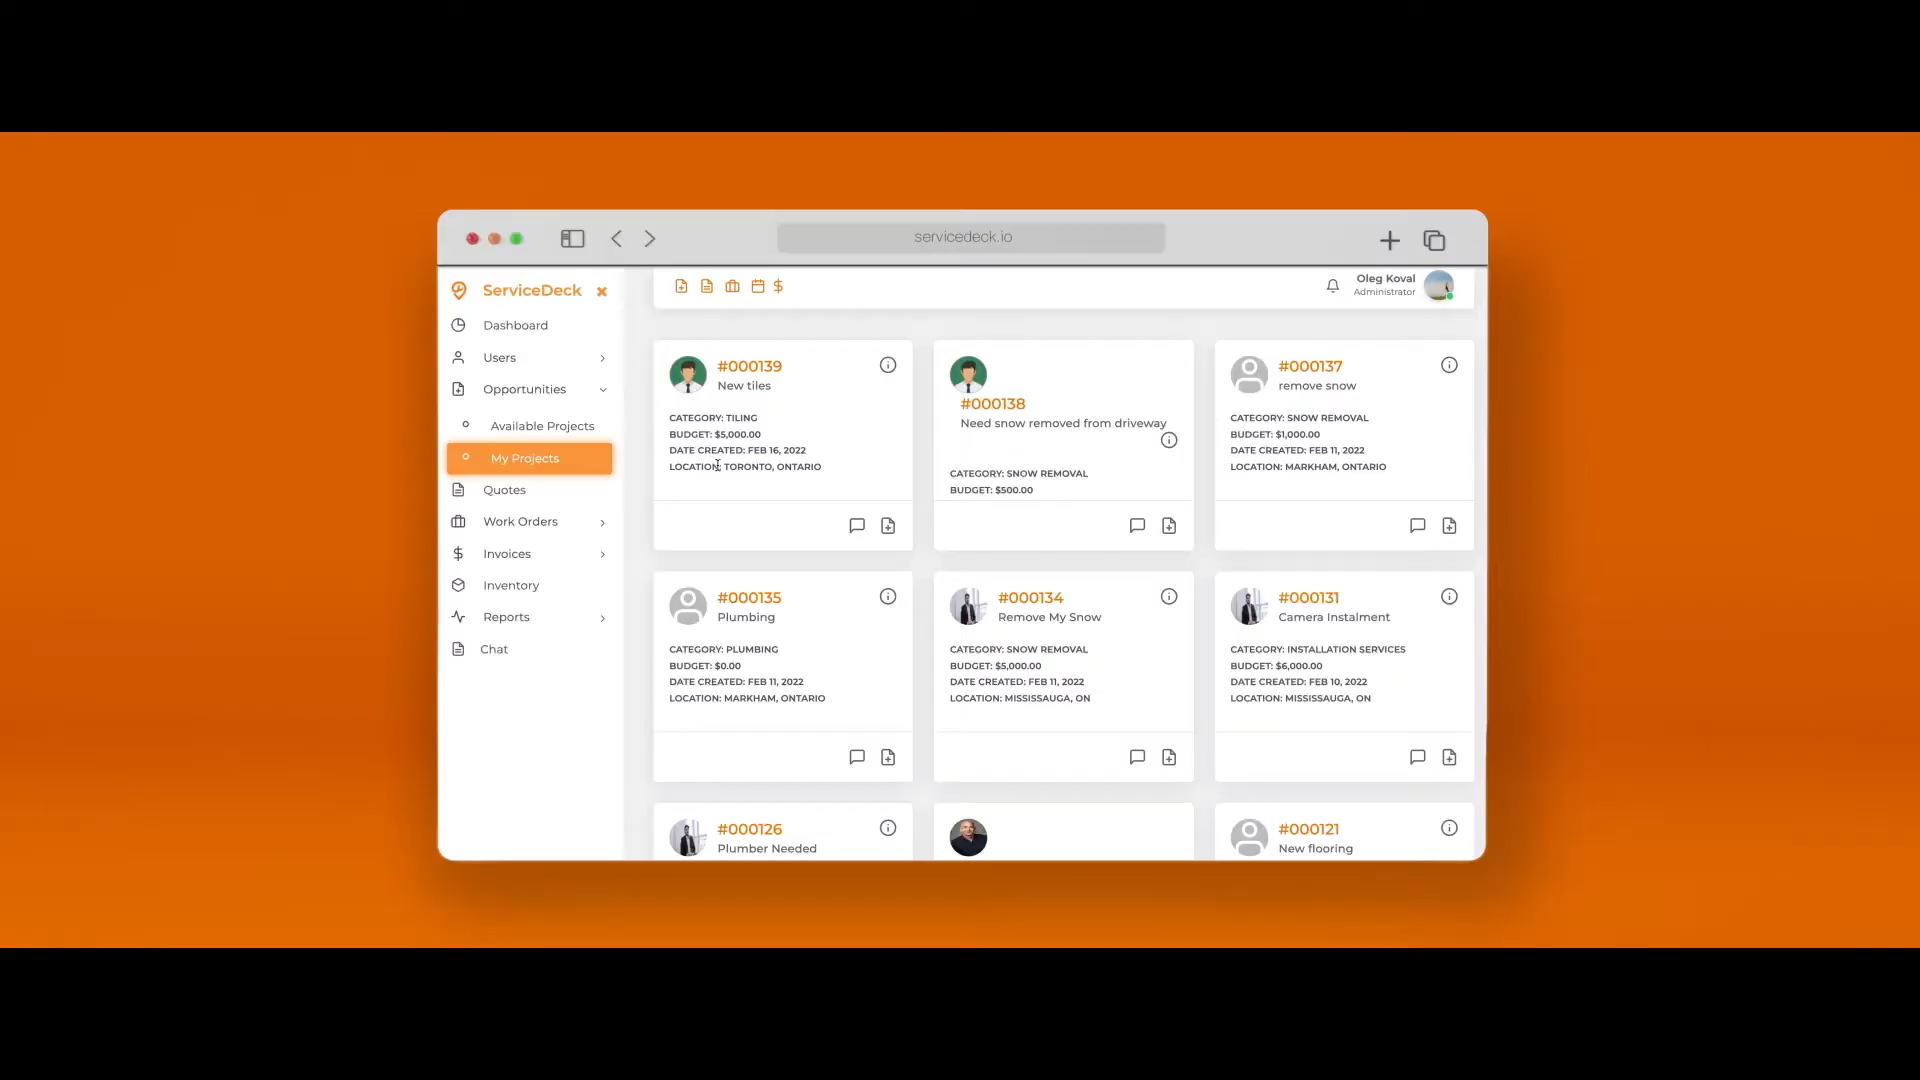 servicedeck.io
ServiceDeck
Oleg Koval
Administrator
Dashboard
Users
Opportunities
Available Projects
My Projects
Quotes
Work Orders
Invoices
Inventory
Reports
Chat
#000139
New tiles
CATEGORY: TILING
BUDGET: $5,000.00
DATE CREATED: FEB 16, 2022
LOCATION: TORONTO, ONTARIO
#000138
Need snow removed from driveway
CATEGORY: SNOW REMOVAL
BUDGET: $500.00
#000137
remove snow
CATEGORY: SNOW REMOVAL
BUDGET: $1,000.00
DATE CREATED: FEB 11, 2022
LOCATION: MARKHAM, ONTARIO
#000135
Plumbing
CATEGORY: PLUMBING
BUDGET: $0.00
DATE CREATED: FEB 11, 2022
LOCATION: MARKHAM, ONTARIO
#000134
Remove My Snow
CATEGORY: SNOW REMOVAL
BUDGET: $5,000.00
DATE CREATED: FEB 11, 2022
LOCATION: MISSISSAUGA, ON
#000131
Camera Instalment
CATEGORY: INSTALLATION SERVICES
BUDGET: $6,000.00
DATE CREATED: FEB 10, 2022
LOCATION: MISSISSAUGA, ON
#000126
Plumber Needed
#000121
New flooring